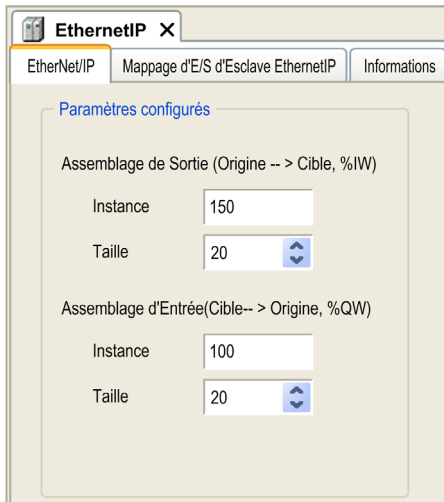 EthernetIP X
EtherNet/IP Mappage d'E/S d'Esclave EthernetIP Informations
Paramètres configurés
Assemblage de Sortie (Origine -- > Cible, %IW)
Instance 150
Taille 20
Assemblage d'Entrée(Cible-- > Origine, %QW)
Instance 100
Taille 20